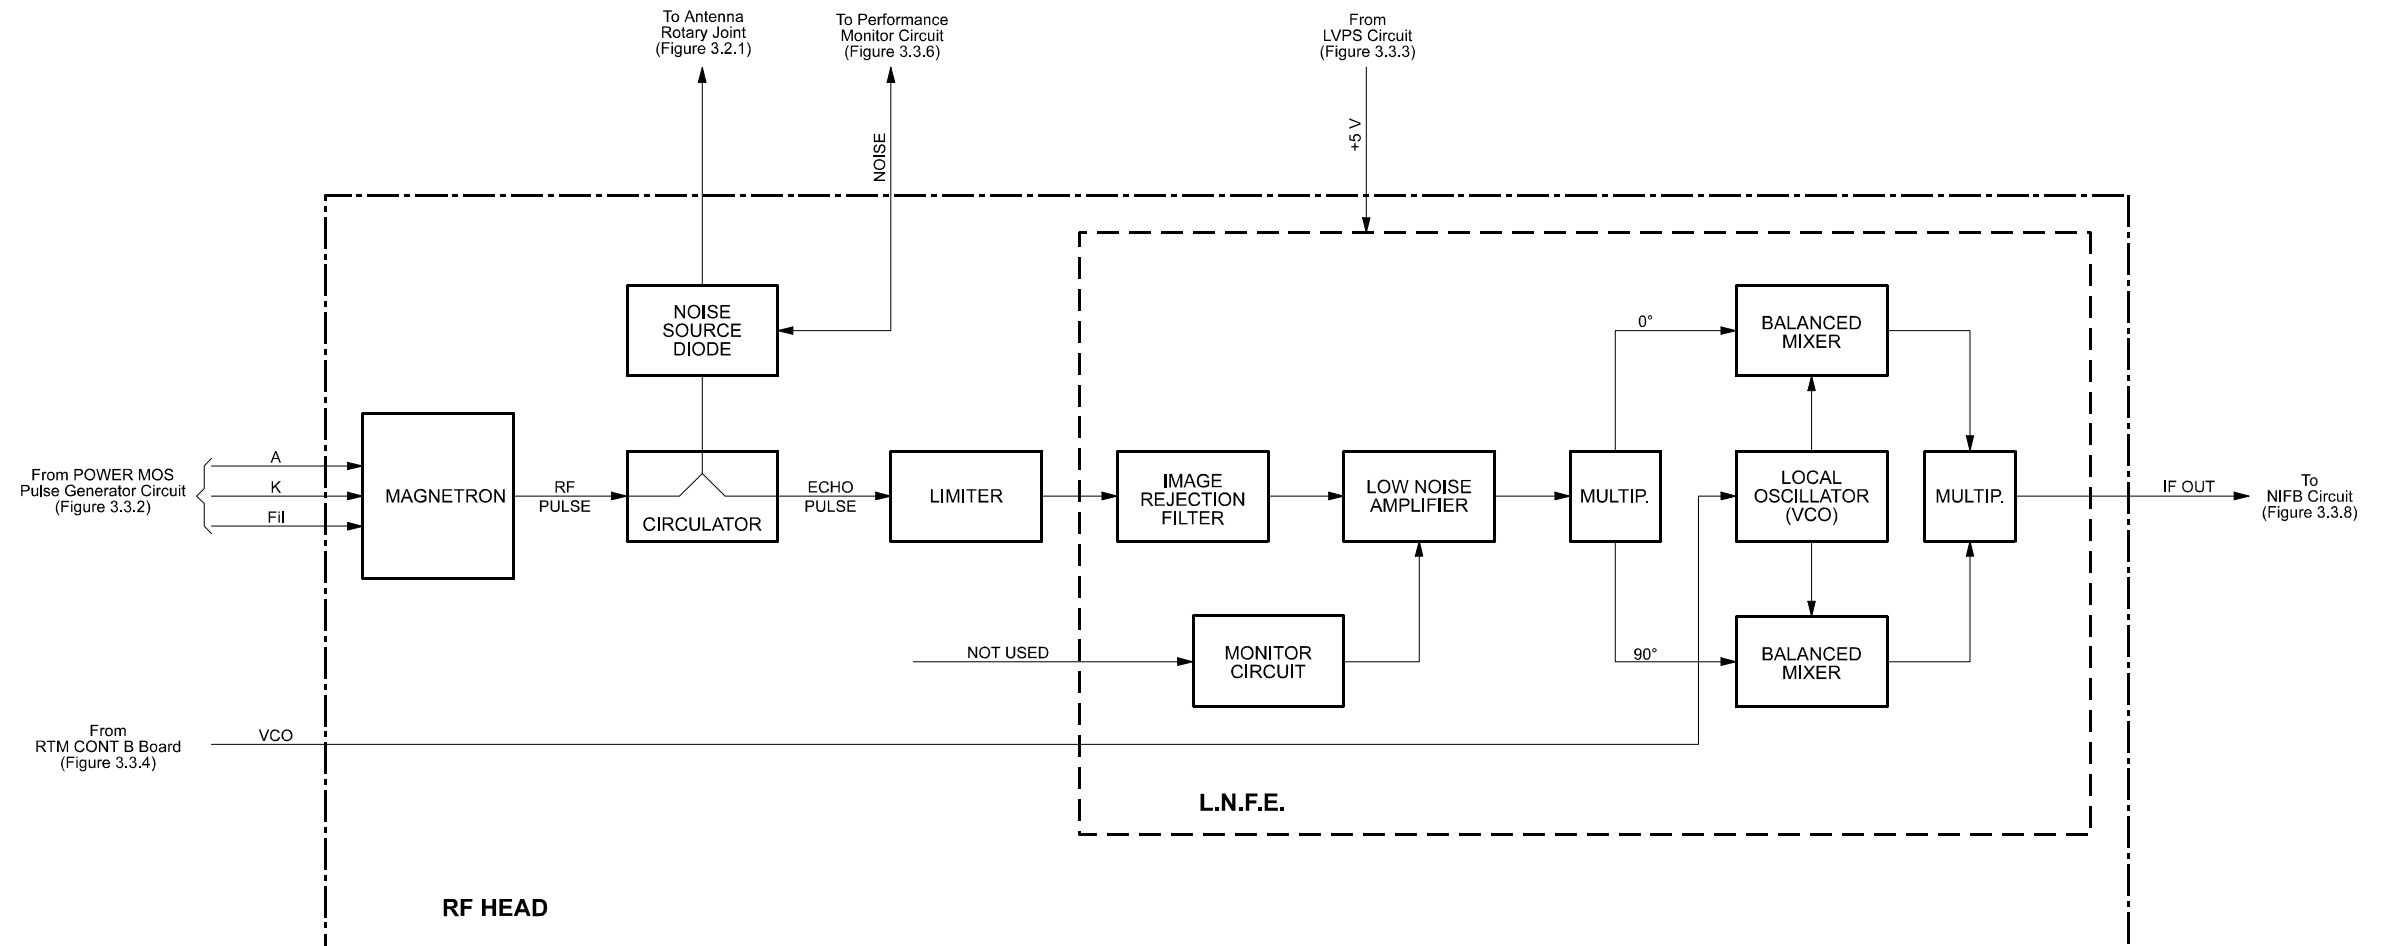 To Antenna
Rotary Joint
(Figure 3.2.1)
To Performance
Monitor Circuit
(Figure 3.3.6)
From
LVPS Circuit
(Figure 3.3.3)
NOISE
+5 V
NOISE
SOURCE
DIODE
0°
BALANCED
MIXER
From POWER MOS
Pulse Generator Circuit
(Figure 3.3.2)
A
K
Fil
MAGNETRON
RF
PULSE
CIRCULATOR
ECHO
PULSE
LIMITER
IMAGE
REJECTION
FILTER
LOW NOISE
AMPLIFIER
MULTIP.
LOCAL
OSCILLATOR
(VCO)
MULTIP.
IF OUT
To
NIFB Circuit
(Figure 3.3.8)
NOT USED
MONITOR
CIRCUIT
90°
BALANCED
MIXER
From
RTM CONT B Board
(Figure 3.3.4)
VCO
L.N.F.E.
RF HEAD